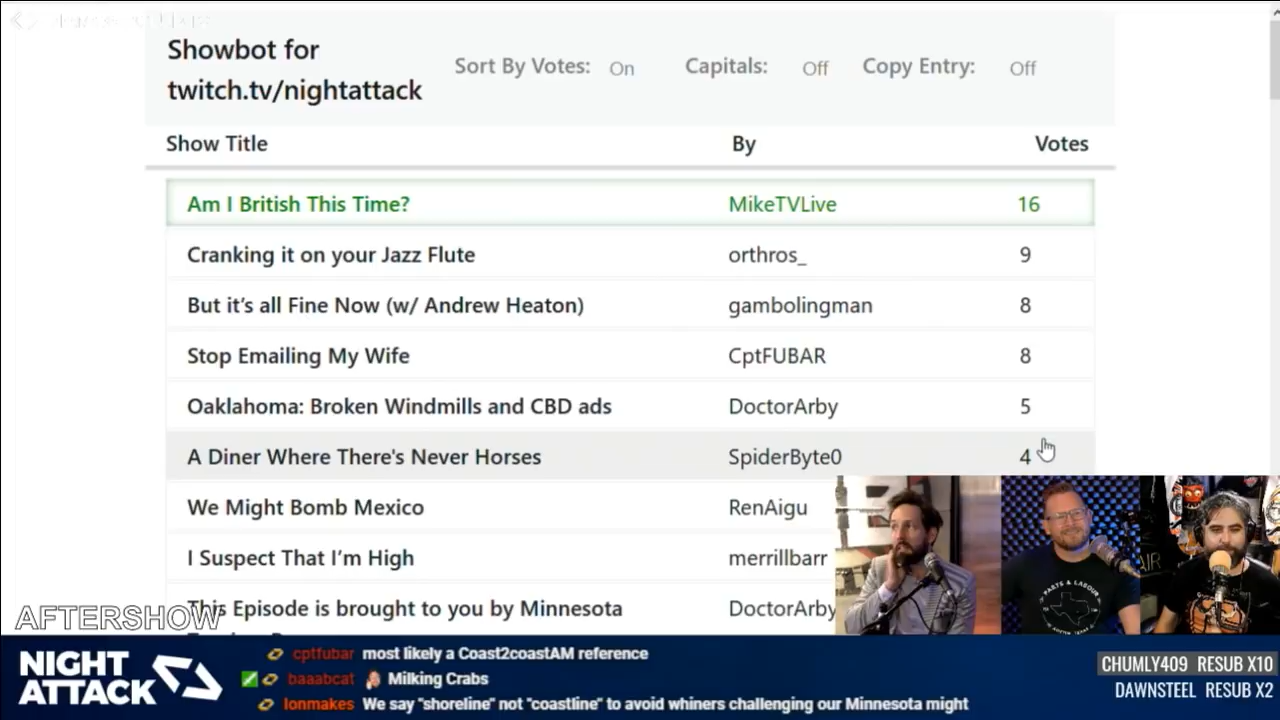 Showbot for
twitch.tv/nightattack
Sort By Votes: On Capitals: Off Copy Entry: Off
Show Title By Votes
Am I British This Time? MikeTVLive 16
Cranking it on your Jazz Flute orthros_ 9
But it’s all Fine Now (w/ Andrew Heaton) gambolingman 8
Stop Emailing My Wife CptFUBAR 8
Oaklahoma: Broken Windmills and CBD ads DoctorArby 5
A Diner Where There's Never Horses SpiderByte0 4
We Might Bomb Mexico RenAigu
I Suspect That I’m High merrillbarr
This Episode is brought to you by Minnesota DoctorArby
AFTERSHOW
PARTS & LABOUR
NIGHT
ATTACK
cptfubar most likely a Coast2coastAM reference
baaabcat Milking Crabs
lonmakes We say "shoreline" not "coastline" to avoid whiners challenging our Minnesota might
CHUMLY409 RESUB X10
DAWNSTEEL RESUB X2